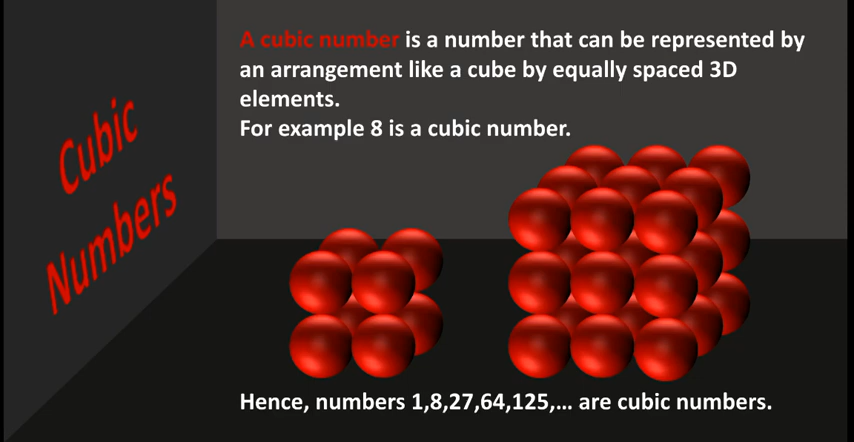 Cubic
Numbers
A cubic number is a number that can be represented by
an arrangement like a cube by equally spaced 3D
elements.
For example 8 is a cubic number.
Hence, numbers 1,8,27,64,125,... are cubic numbers.